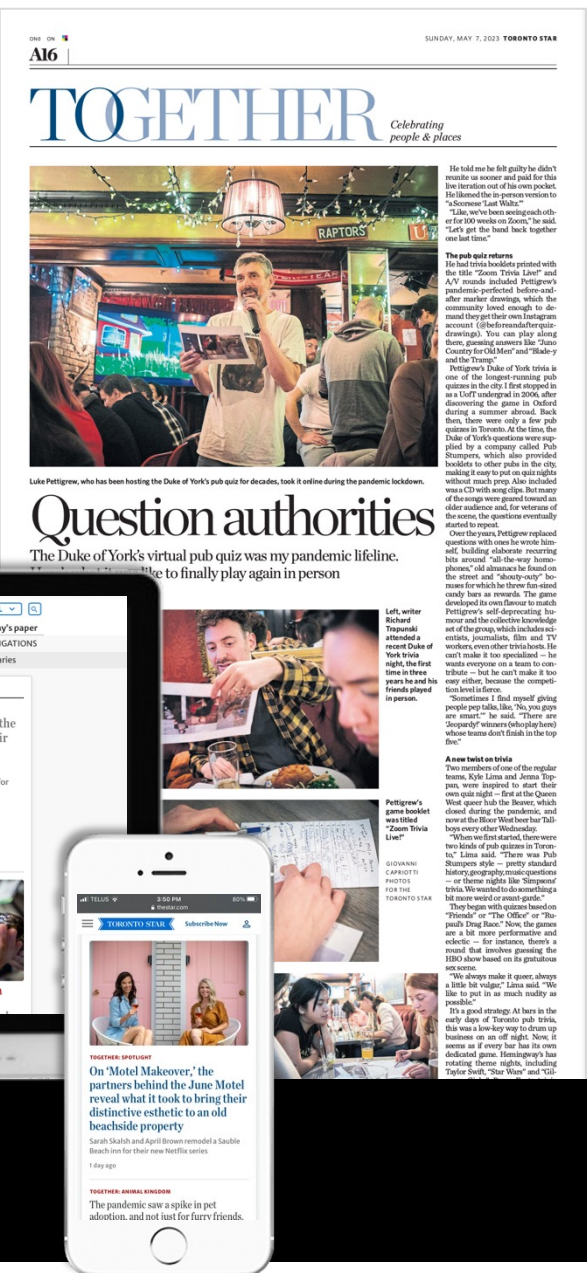 ONE ON
A16
SUNDAY, MAY 7, 2023 TORONTO STAR
TOGETHER
Celebrating
people & places
RAPTORS
Luke Pettigrew, who has been hosting the Duke of York's pub quiz for decades, took it online during the pandemic lockdown.
Question authorities
The Duke of York's virtual pub quiz was my pandemic lifeline.
like to finally play again in person
Left, writer
Richard
Trapunski
attended a
recent Duke of
York trivia
night, the first
time in three
years he and his
friends played
in person.
Pettigrew's
game booklet
was titled
"Zoom Trivia
Live!"
GIOVANNI
CAPRIOTTI
PHOTOS
FOR THE
TORONTO STAR
He told me he felt guilty he didn't
reunite us sooner and paid for this
live iteration out of his own pocket.
He likened the in-person version to
"a Scorsese 'Last Waltz.'"
"Like, we've been seeing each oth-
er for 100 weeks on Zoom," he said.
"Let's get the band back together
one last time."
The pub quiz returns
He had trivia booklets printed with
the title "Zoom Trivia Live!" and
A/V rounds included Pettigrew's
pandemic-perfected before-and-
after marker drawings, which the
community loved enough to de-
mand they get their own Instagram
account (@beforeandafterquiz-
drawings). You can play along
there, guessing answers like "Juno
Country for Old Men" and "Blade-y
and the Tramp."
Pettigrew's Duke of York trivia is
one of the longest-running pub
quizzes in the city. I first stopped in
as a UofT undergrad in 2006, after
discovering the game in Oxford
during a summer abroad. Back
then, there were only a few pub
quizzes in Toronto. At the time, the
Duke of York's questions were sup-
plied by a company called Pub
Stumpers, which also provided
booklets to other pubs in the city,
making it easy to put on quiz nights
without much prep. Also included
was a CD with song clips. But many
of the songs were geared toward an
older audience and, for veterans of
the scene, the questions eventually
started to repeat.
Over the years, Pettigrew replaced
questions with ones he wrote him-
self, building elaborate recurring
bits around "all-the-way homo-
phones," old almanacs he found on
the street and "shouty-outy" bo-
nuses for which he threw fun-sized
candy bars as rewards. The game
developed its own flavour to match
Pettigrew's self-deprecating hu-
mour and the collective knowledge
set of the group, which includes sci-
entists, journalists, film and TV
workers, even other trivia hosts. He
can't make it too specialized — he
wants everyone on a team to con-
tribute — but he can't make it too
easy either, because the competi-
tion level is fierce.
"Sometimes I find myself giving
people pep talks, like, 'No, you guys
are smart.'" he said. "There are
'Jeopardy!' winners (who play here)
whose teams don't finish in the top
five."
A new twist on trivia
Two members of one of the regular
teams, Kyle Lima and Jenna Top-
pan, were inspired to start their
own quiz night — first at the Queen
West queer hub the Beaver, which
closed during the pandemic, and
now at the Bloor West beer bar Tall-
boys every other Wednesday.
"When we first started, there were
two kinds of pub quizzes in Toron-
to," Lima said. "There was Pub
Stumpers style — pretty standard
history, geography, music questions
— or theme nights like 'Simpsons'
trivia. We wanted to do something a
bit more weird or avant-garde."
They began with quizzes based on
"Friends" or "The Office" or "Ru-
paul's Drag Race." Now, the games
are a bit more performative and
eclectic — for instance, there's a
round that involves guessing the
HBO show based on its gratuitous
sex scene.
"We always make it queer, always
a little bit vulgar," Lima said. "We
like to put in as much nudity as
possible."
It's a good strategy. At bars in the
early days of Toronto pub trivia,
this was a low-key way to drum up
business on an off night. Now, it
seems as if every bar has its own
dedicated game. Hemingway's has
rotating theme nights, including
Taylor Swift, "Star Wars" and "Gil-
y's paper
IGATIONS
aries
the
ir
for
TELUS
3:50 PM
80%
thestar.com
TORONTO STAR
Subscribe Now
TOGETHER: SPOTLIGHT
On 'Motel Makeover,' the
partners behind the June Motel
reveal what it took to bring their
distinctive esthetic to an old
beachside property
Sarah Skalsh and April Brown remodel a Sauble
Beach inn for their new Netflix series
1 day ago
TOGETHER: ANIMAL KINGDOM
The pandemic saw a spike in pet
adoption, and not just for furry friends.